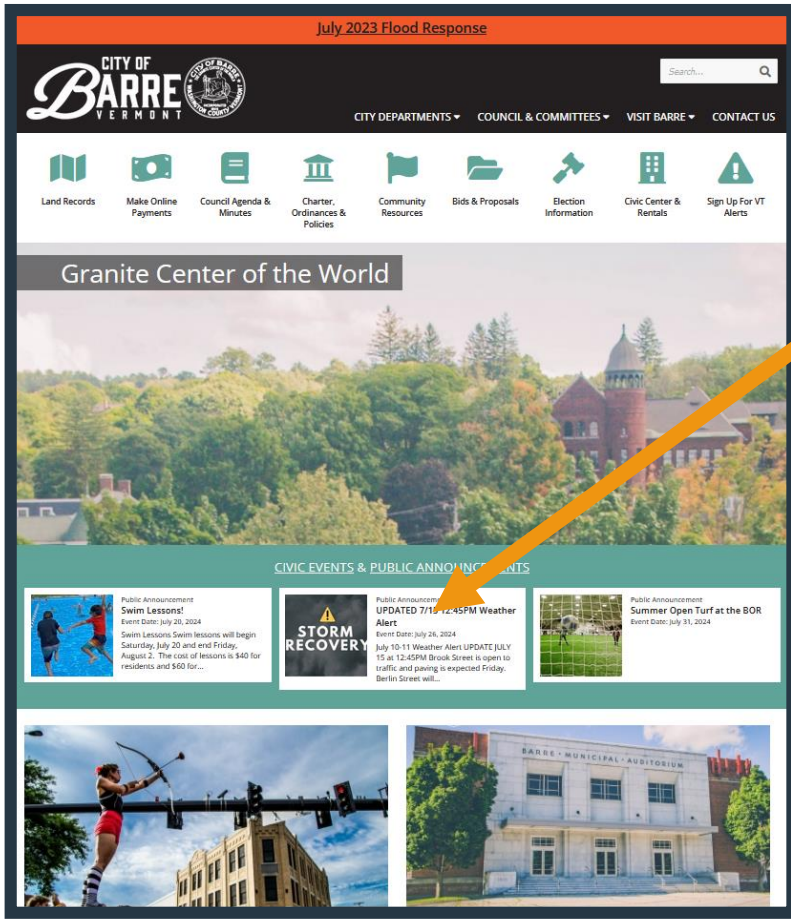 July 2023 Flood Response
CITY OF
BARRE
VERMONT
Search...
CITY DEPARTMENTS
COUNCIL & COMMITTEES
VISIT BARRE
CONTACT US
Land Records
Make Online
Payments
Council Agenda &
Minutes
Charter,
Ordinances &
Policies
Community
Resources
Bids & Proposals
Election
Information
Civic Center &
Rentals
Sign Up For VT
Alerts
Granite Center of the World
CIVIC EVENTS & PUBLIC ANNOUNCEMENTS
Public Announcement
Swim Lessons!
Event Date: July 20, 2024
Swim Lessons Swim lessons will begin
Saturday, July 20 and end Friday,
August 2. The cost of lessons is $40 for
residents and $60 for...
STORM
RECOVERY
Public Announcement
UPDATED 7/15 12:45PM Weather
Alert
Event Date: July 26, 2024
July 10-11 Weather Alert UPDATE JULY
15 at 12:45PM Brook Street is open to
traffic and paving is expected Friday.
Berlin Street will...
Public Announcement
Summer Open Turf at the BOR
Event Date: July 31, 2024
BARRE • MUNICIPAL • AUDITORIUM